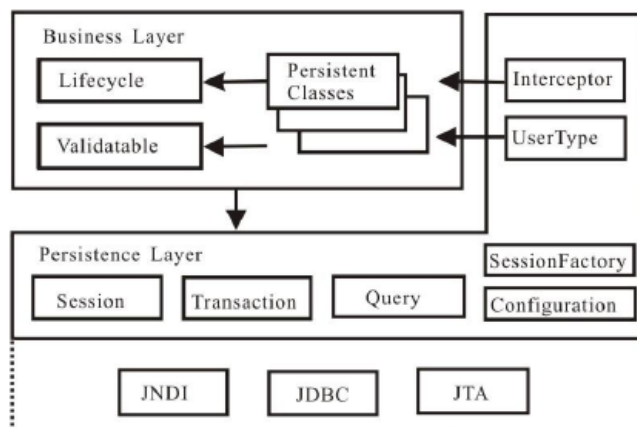 Business Layer
Lifecycle
Persistent
Classes
Interceptor
Validatable
UserType
Persistence Layer
SessionFactory
Session
Transaction
Query
Configuration
JNDI
JDBC
JTA